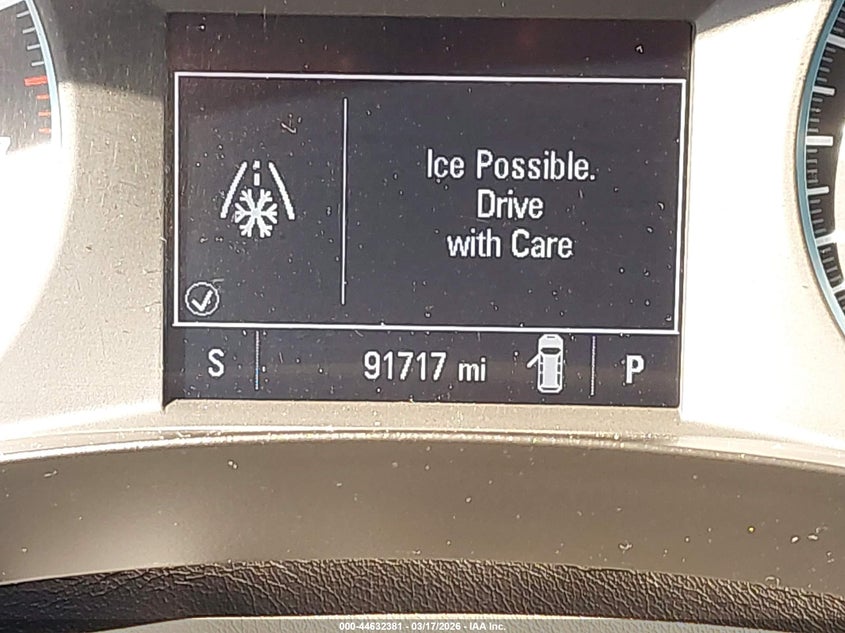 Ice Possible.
Drive
with Care
S
91717 mi
P
000-44632381 - 03/17/2026 - IAA Inc.